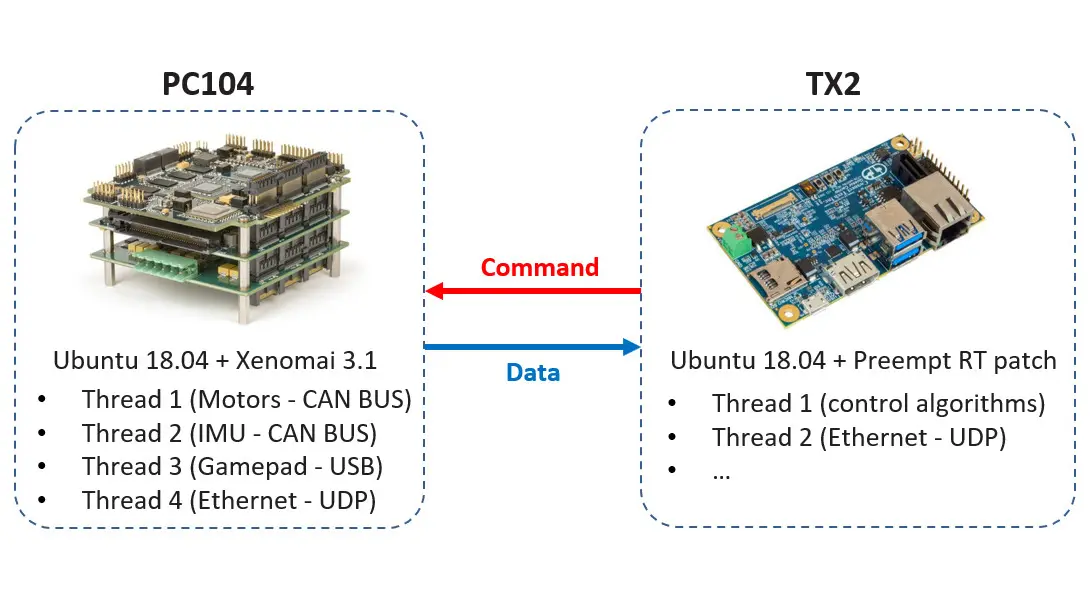 PC104
Ubuntu 18.04 + Xenomai 3.1
• Thread 1 (Motors - CAN BUS)
• Thread 2 (IMU - CAN BUS)
• Thread 3 (Gamepad - USB)
• Thread 4 (Ethernet - UDP)
Command
Data
TX2
Ubuntu 18.04 + Preempt RT patch
• Thread 1 (control algorithms)
• Thread 2 (Ethernet - UDP)
• ...